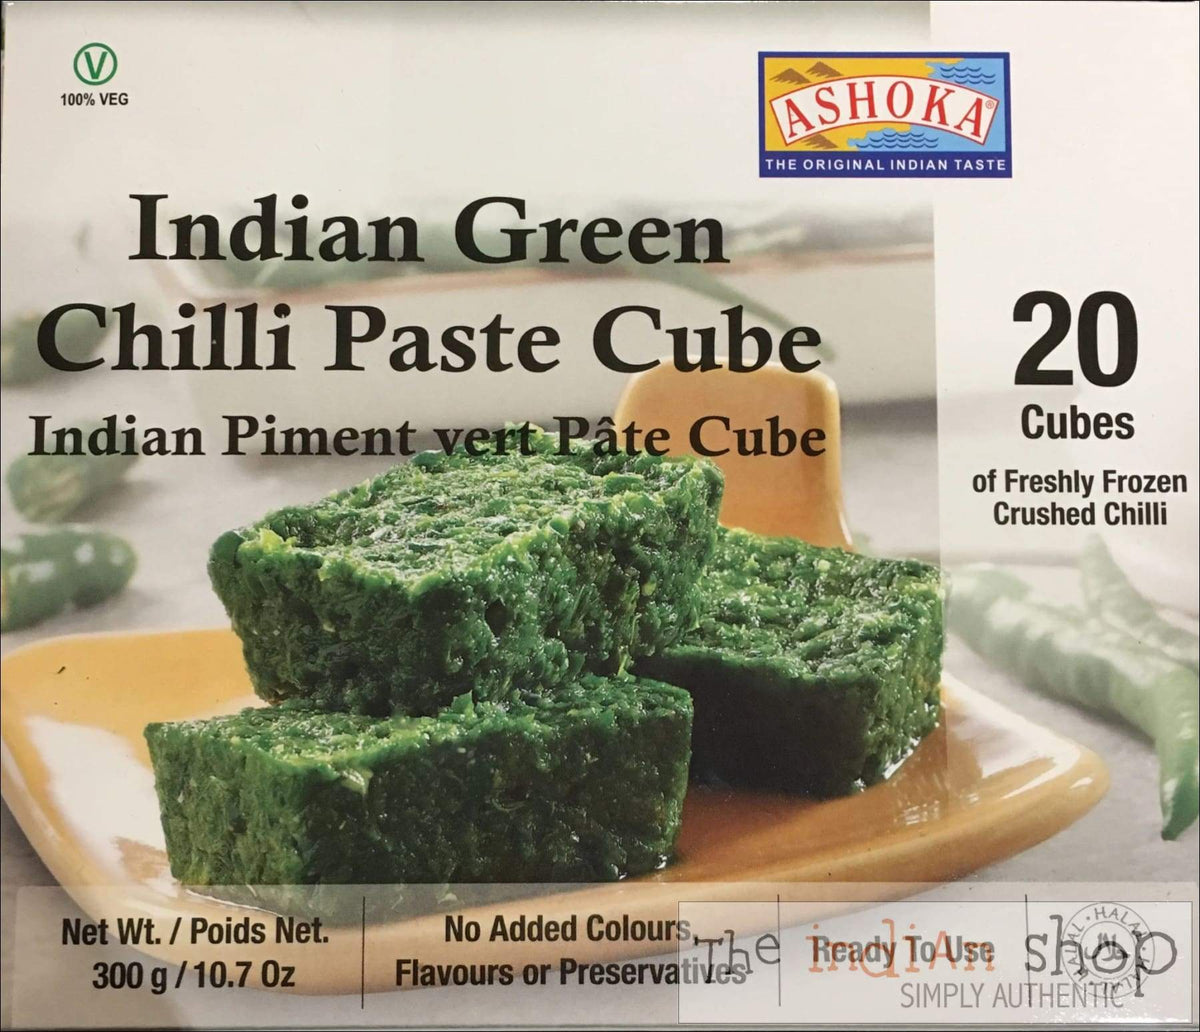 V
100% VEG
ASHOKA®
THE ORIGINAL INDIAN TASTE
Indian Green
Chilli Paste Cube
Indian Piment vert Pâte Cube
20
Cubes
of Freshly Frozen
Crushed Chilli
Net Wt. / Poids Net.
300 g / 10.7 Oz
No Added Colours,
Flavours or Preservatives
Ready To Use
HALAL
The indiAn shop
SIMPLY AUTHENTIC